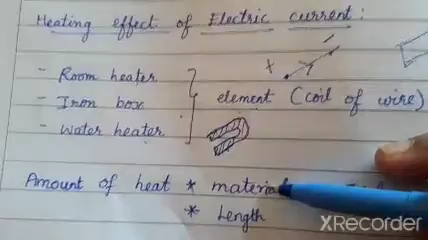 Heating effect of Electric current:
- Room heater
- Iron box
- Water heater
element (coil of wire)
Amount of heat * material
* Length
XRecorder